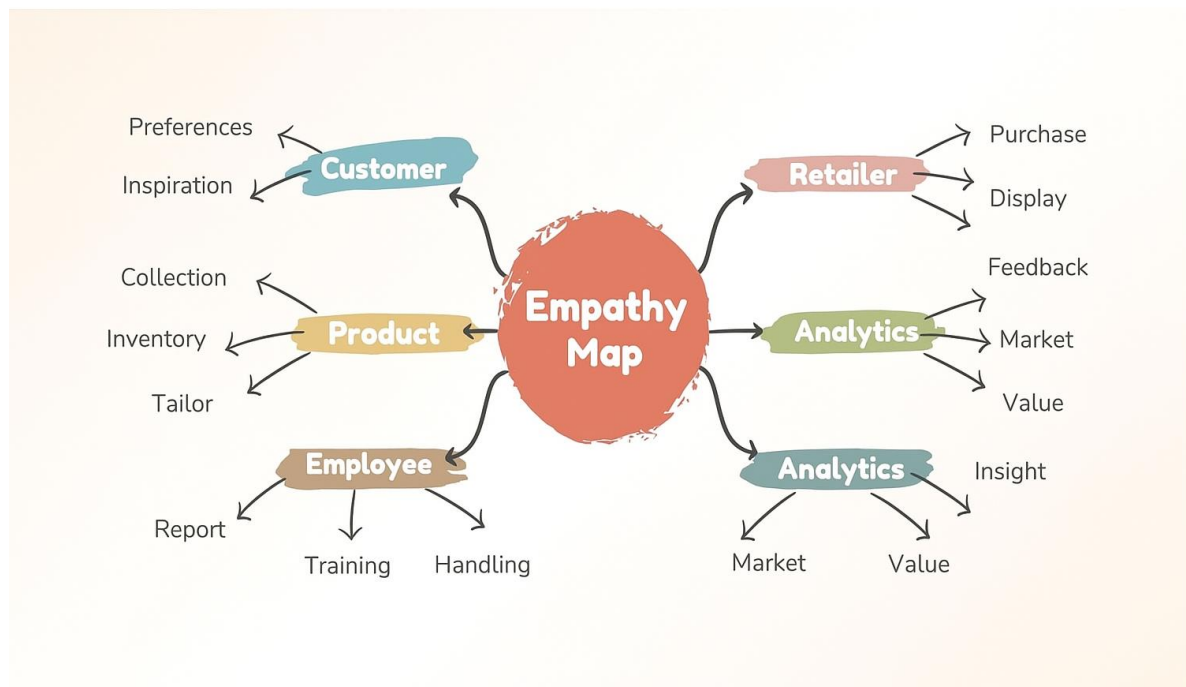 Preferences
Customer
Inspiration
Collection
Inventory
Product
Tailor
Employee
Report
Training
Handling
Empathy
Map
Retailer
Purchase
Display
Feedback
Analytics
Market
Value
Analytics
Insight
Market
Value